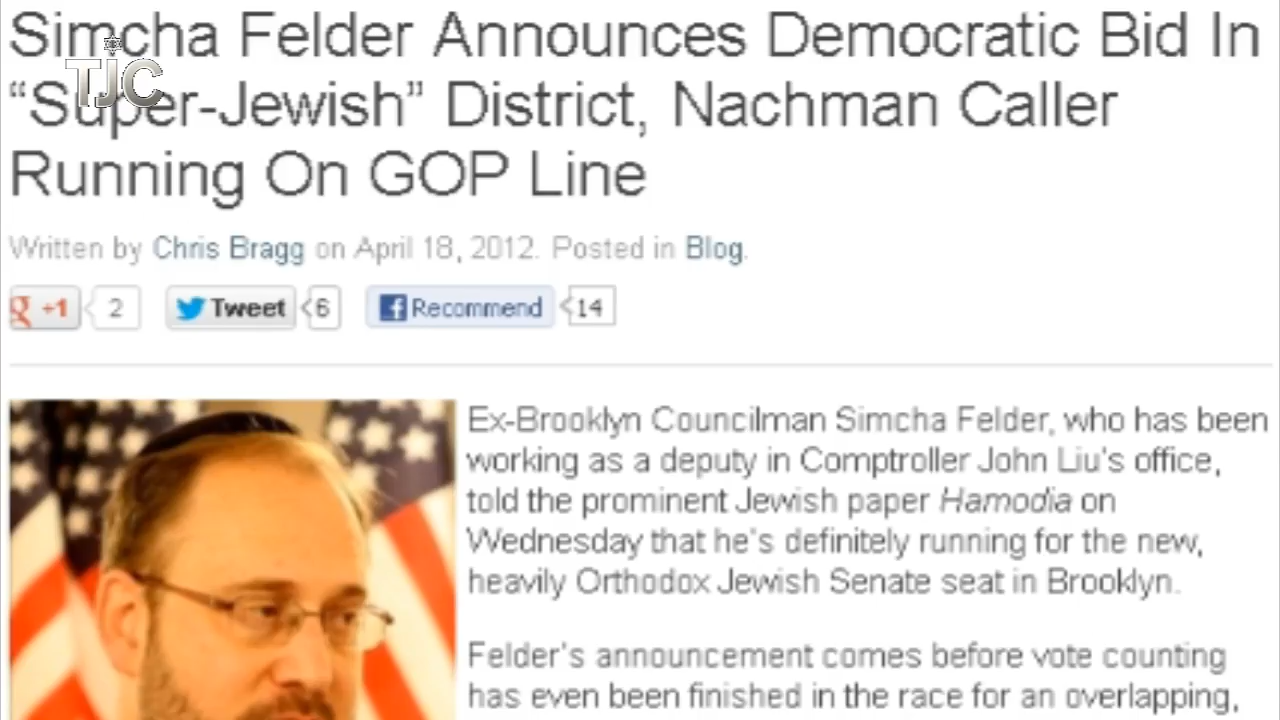 Simcha Felder Announces Democratic Bid In
TJC
“Super-Jewish” District, Nachman Caller
Running On GOP Line
Written by Chris Bragg on April 18, 2012. Posted in Blog.
g +1 2 Tweet 6 f Recommend 14
Ex-Brooklyn Councilman Simcha Felder, who has been
working as a deputy in Comptroller John Liu's office,
told the prominent Jewish paper Hamodia on
Wednesday that he's definitely running for the new,
heavily Orthodox Jewish Senate seat in Brooklyn.
Felder's announcement comes before vote counting
has even been finished in the race for an overlapping,